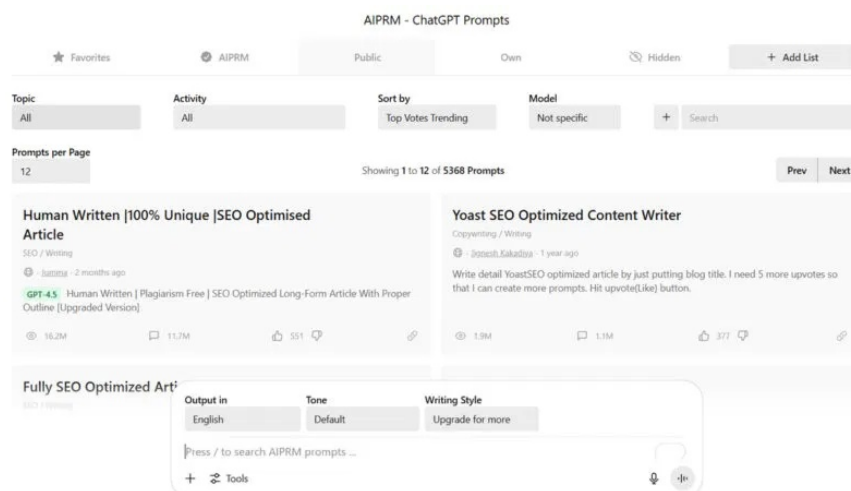 AIPRM - ChatGPT Prompts
Favorites AIPRM Public Own Hidden + Add List
Topic Activity Sort by Model
All All Top Votes Trending Not specific + Search
Prompts per Page
12 Showing 1 to 12 of 5368 Prompts Prev Next
Human Written |100% Unique |SEO Optimised
Article
SEO / Writing
· Jumma · 2 months ago
GPT-4.5 Human Written | Plagiarism Free | SEO Optimized Long-Form Article With Proper
Outline [Upgraded Version]
16.2M 11.7M 551
Yoast SEO Optimized Content Writer
Copywriting / Writing
· Jignesh Kakadiya · 1 year ago
Write detail YoastSEO optimized article by just putting blog title. I need 5 more upvotes so
that I can create more prompts. Hit upvote(Like) button.
1.9M 1.1M 377
Fully SEO Optimized Arti
SEO / Writing
Output in Tone Writing Style
English Default Upgrade for more
Press / to search AIPRM prompts ...
+ Tools